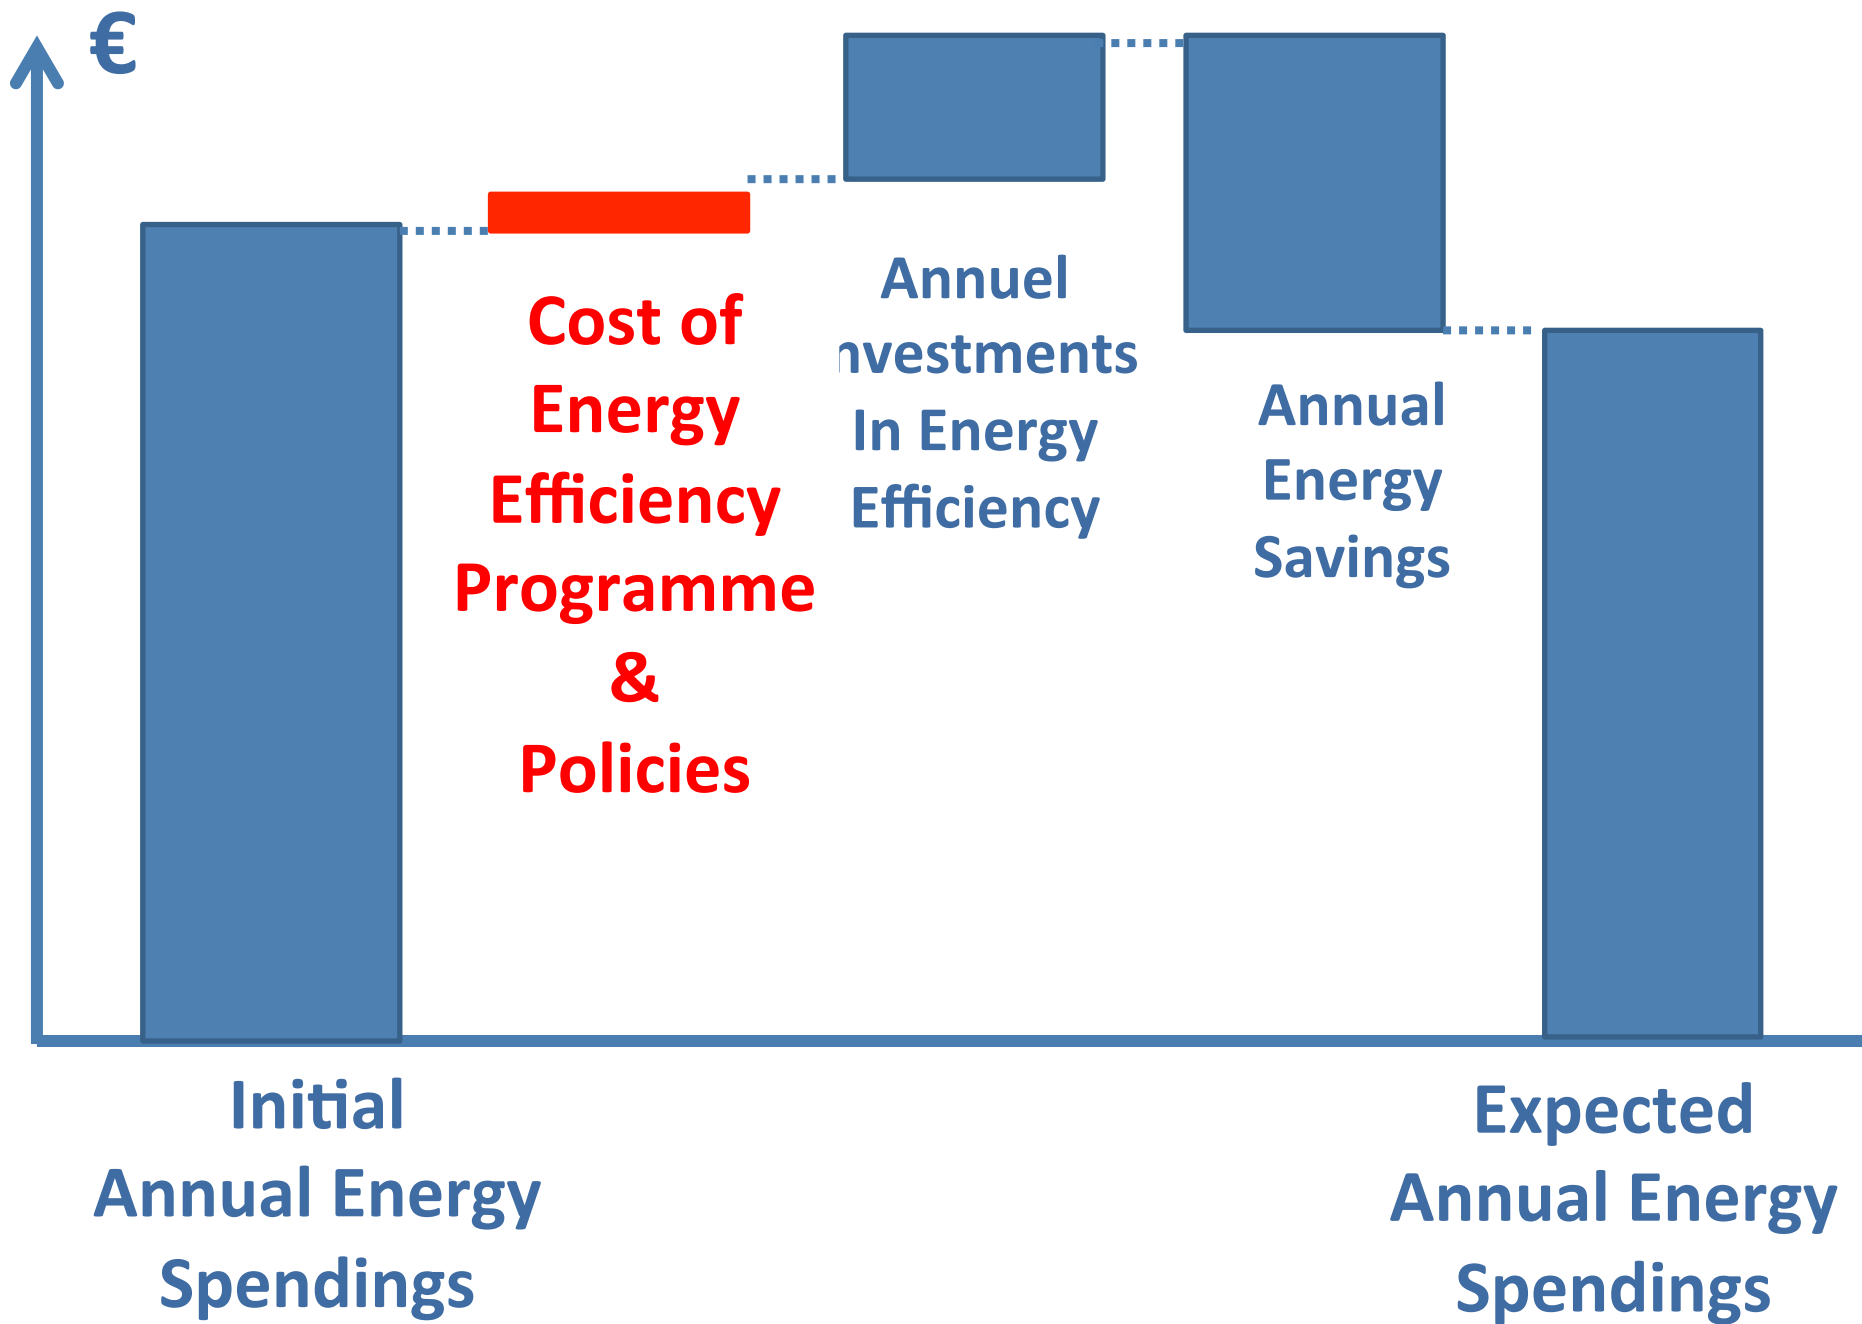 €
Cost of
Energy
Efficiency
Programme
&
Policies
Annuel
nvestments
In Energy
Efficiency
Annual
Energy
Savings
Initial
Annual Energy
Spendings
Expected
Annual Energy
Spendings